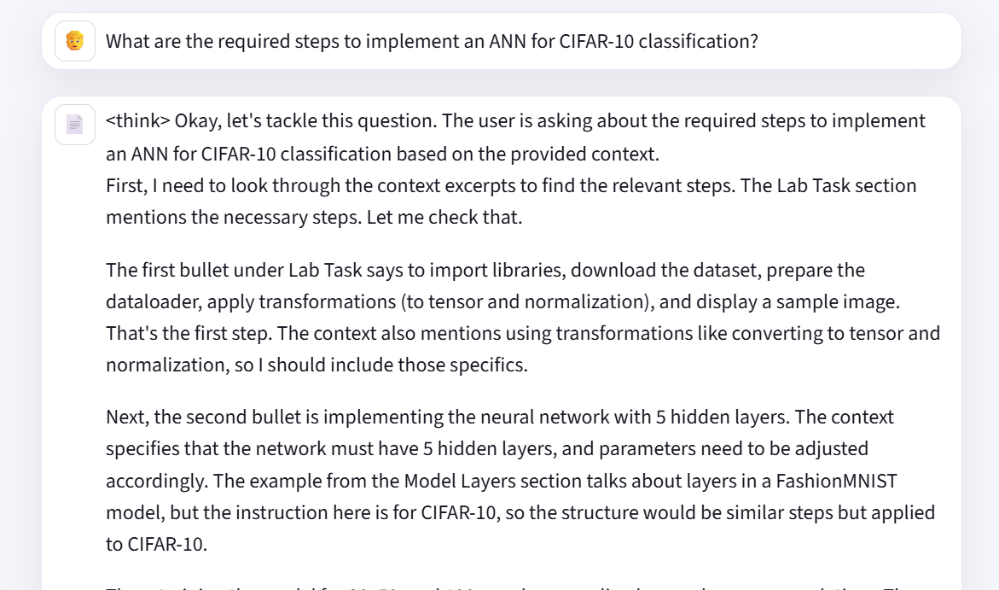 What are the required steps to implement an ANN for CIFAR-10 classification?
<think> Okay, let's tackle this question. The user is asking about the required steps to implement
an ANN for CIFAR-10 classification based on the provided context.
First, I need to look through the context excerpts to find the relevant steps. The Lab Task section
mentions the necessary steps. Let me check that.
The first bullet under Lab Task says to import libraries, download the dataset, prepare the
dataloader, apply transformations (to tensor and normalization), and display a sample image.
That's the first step. The context also mentions using transformations like converting to tensor and
normalization, so I should include those specifics.
Next, the second bullet is implementing the neural network with 5 hidden layers. The context
specifies that the network must have 5 hidden layers, and parameters need to be adjusted
accordingly. The example from the Model Layers section talks about layers in a FashionMNIST
model, but the instruction here is for CIFAR-10, so the structure would be similar steps but applied
to CIFAR-10.